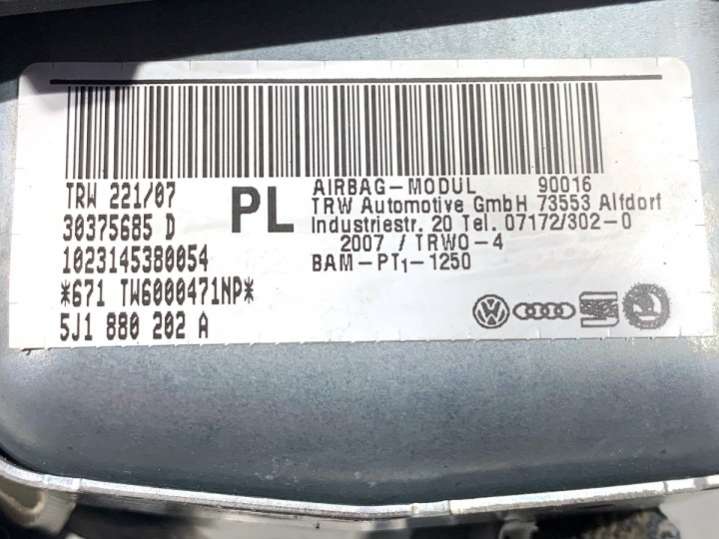 TRW 221/07
30375685 D
1023145380054
*671 TW6000471NP*
5J1 880 202 A
PL
AIRBAG-MODUL 90016
TRW Automotive GmbH 73553 Alfdorf
Industriestr. 20 Tel. 07172/302-0
2007 / TRWO-4
BAM-PT1-1250